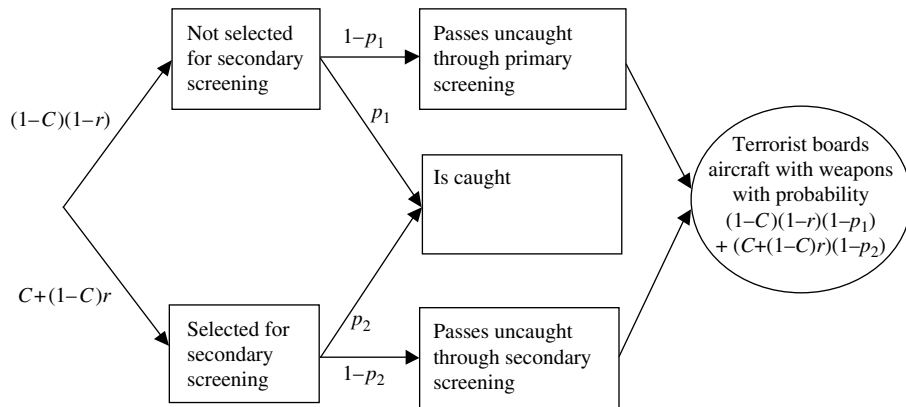 Not selected
for secondary
screening
1–p₁
Passes uncaught
through primary
screening
(1–C)(1–r)
p₁
Is caught
Terrorist boards
aircraft with weapons
with probability
(1–C)(1–r)(1–p₁)
+ (C+(1–C)r)(1–p₂)
C+(1–C)r
p₂
Selected for
secondary
screening
1–p₂
Passes uncaught
through secondary
screening